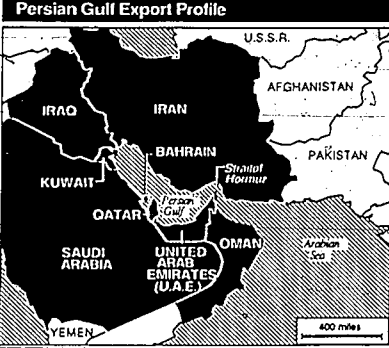 Persian Gulf Export Profile
U.S.S.R.
AFGHANISTAN
IRAQ
IRAN
BAHRAIN
PAKISTAN
Strait of
Hormuz
KUWAIT
Persian
Gulf
QATAR
OMAN
Arabian
Sea
SAUDI
ARABIA
UNITED
ARAB
EMIRATES
(U.A.E.)
YEMEN
400 miles